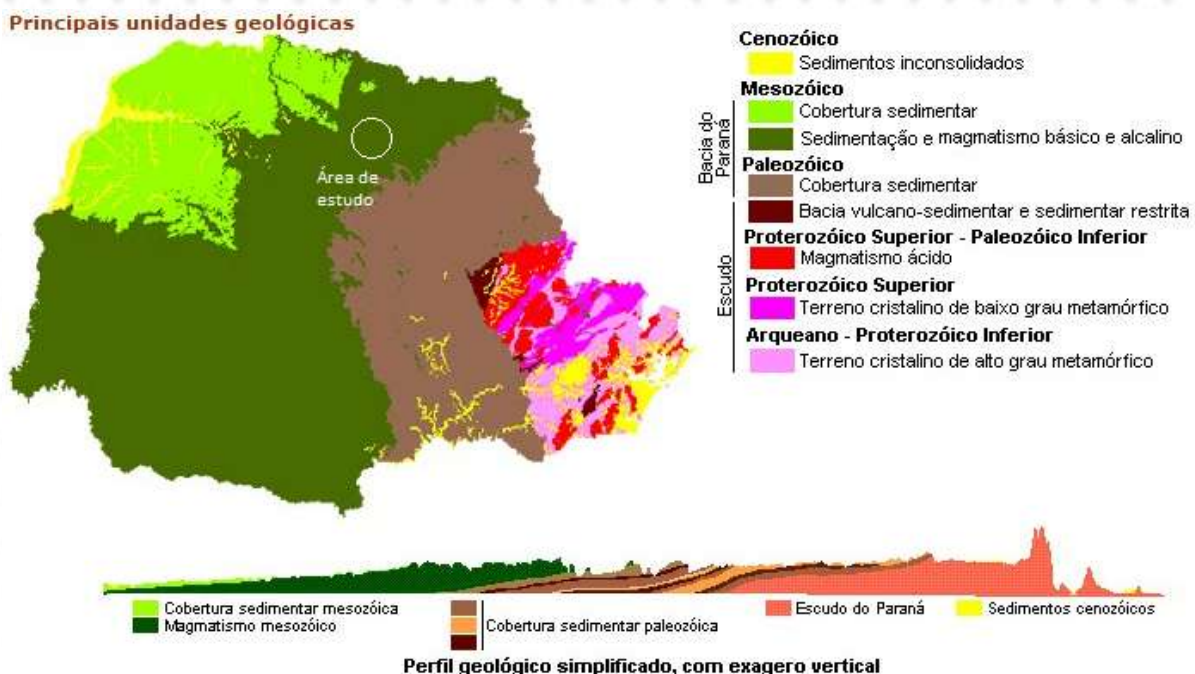 Principais unidades geológicas
Área de
estudo
Cenozóico
Sedimentos inconsolidados
Mesozóico
Cobertura sedimentar
Sedimentação e magmatismo básico e alcalino
Bacia do
Paraná
Paleozóico
Cobertura sedimentar
Bacia vulcano-sedimentar e sedimentar restrita
Proterozóico Superior - Paleozóico Inferior
Magmatismo ácido
Escudo
Proterozóico Superior
Terreno cristalino de baixo grau metamórfico
Arqueano - Proterozóico Inferior
Terreno cristalino de alto grau metamórfico
Cobertura sedimentar mesozóica
Magmatismo mesozóico
Cobertura sedimentar paleozóica
Escudo do Paraná
Sedimentos cenozóicos
Perfil geológico simplificado, com exagero vertical